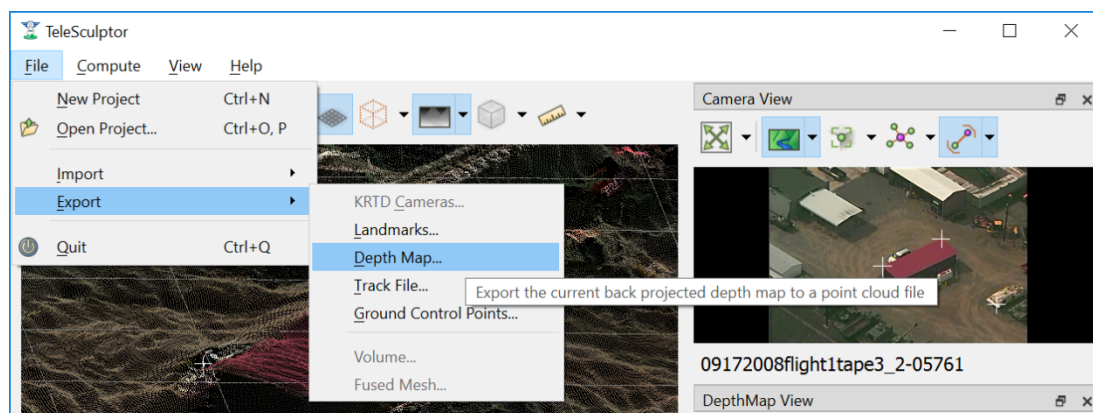 TeleSculptor
File Compute View Help
New Project Ctrl+N
Open Project... Ctrl+O, P
Import
Export
Quit Ctrl+Q
KRTD Cameras...
Landmarks...
Depth Map...
Track File...
Export the current back projected depth map to a point cloud file
Ground Control Points...
Volume...
Fused Mesh...
Camera View
09172008flight1tape3_2-05761
DepthMap View